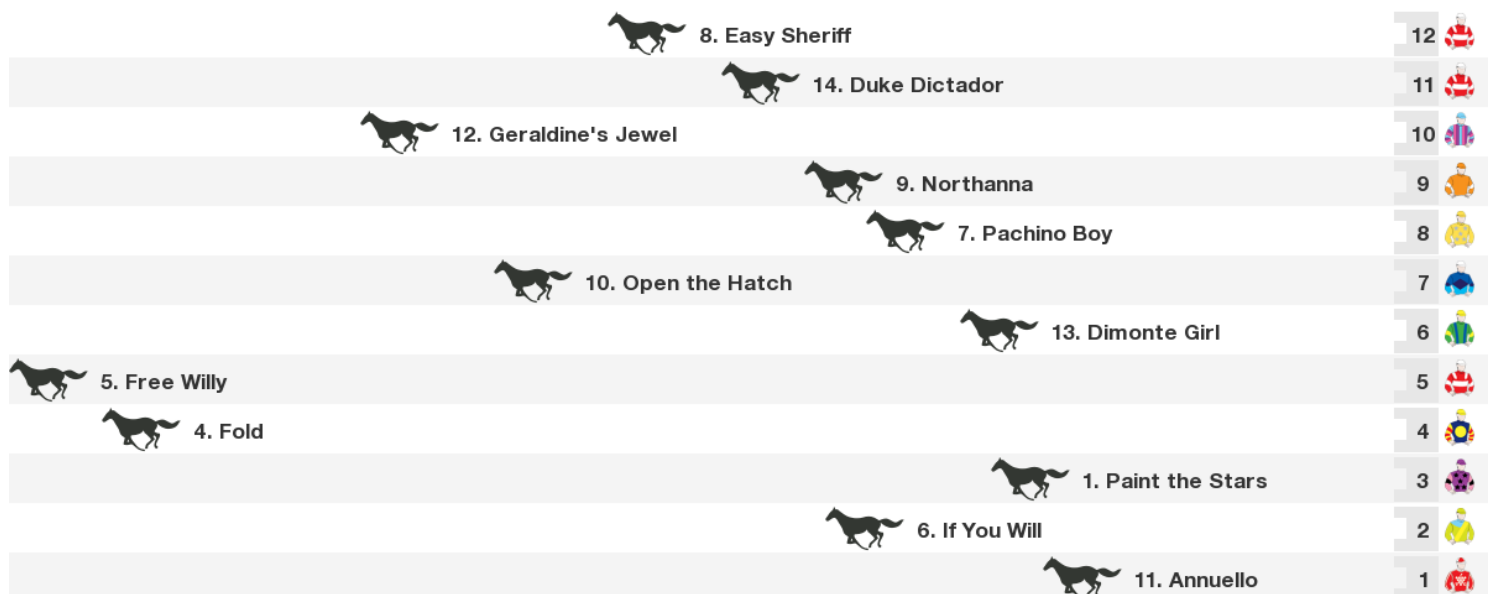 8. Easy Sheriff 12
14. Duke Dictador 11
12. Geraldine's Jewel 10
9. Northanna 9
7. Pachino Boy 8
10. Open the Hatch 7
13. Dimonte Girl 6
5. Free Willy 5
4. Fold 4
1. Paint the Stars 3
6. If You Will 2
11. Annuello 1